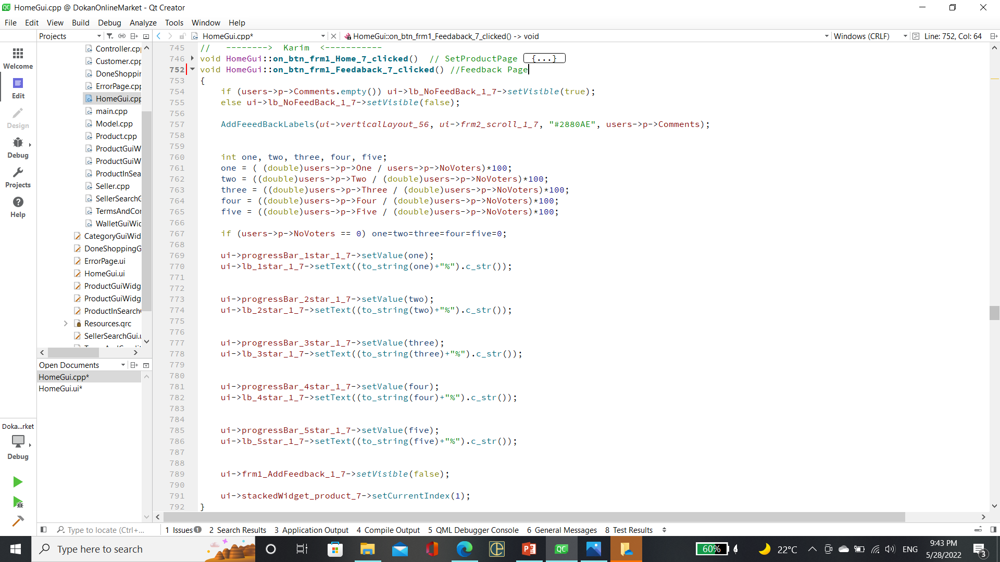 HomeGui.cpp @ DokanOnlineMarket - Qt Creator
File Edit View Build Debug Analyze Tools Window Help
Projects
HomeGui.cpp*
HomeGui::on_btn_frm1_Feedaback_7_clicked() -> void
Windows (CRLF)
Line: 752, Col: 64
Welcome
Edit
Design
Debug
Projects
Help
Doka...rket
Debug
Controller.cpp
Customer.cpp
DoneShoppin
ErrorPage.cpp
HomeGui.cpp
main.cpp
Model.cpp
Product.cpp
ProductGuiW
ProductGuiW
ProductInSea
Seller.cpp
SellerSearchG
TermsAndCon
WalletGuiWid
CategoryGuiWid
DoneShoppingG
ErrorPage.ui
HomeGui.ui
ProductGuiWidg
ProductGuiWidg
ProductInSearch
Resources.qrc
SellerSearchGui.u
Open Documents
HomeGui.cpp*
HomeGui.ui*
745 // --------> Karim <-----------
746 void HomeGui::on_btn_frm1_Home_7_clicked() // SetProductPage {...}
752 void HomeGui::on_btn_frm1_Feedaback_7_clicked() //Feedback Page
753 {
754 if (users->p->Comments.empty()) ui->lb_NoFeedBack_1_7->setVisible(true);
755 else ui->lb_NoFeedBack_1_7->setVisible(false);
756
757 AddFeeedBackLabels(ui->verticalLayout_56, ui->frm2_scroll_1_7, "#2880AE", users->p->Comments);
758
759
760 int one, two, three, four, five;
761 one = ( (double)users->p->One / users->p->NoVoters)*100;
762 two = ((double)users->p->Two / (double)users->p->NoVoters)*100;
763 three = ((double)users->p->Three / (double)users->p->NoVoters)*100;
764 four = ((double)users->p->Four / (double)users->p->NoVoters)*100;
765 five = ((double)users->p->Five / (double)users->p->NoVoters)*100;
766
767 if (users->p->NoVoters == 0) one=two=three=four=five=0;
768
769 ui->progressBar_1star_1_7->setValue(one);
770 ui->lb_1star_1_7->setText((to_string(one)+"%").c_str());
771
772
773 ui->progressBar_2star_1_7->setValue(two);
774 ui->lb_2star_1_7->setText((to_string(two)+"%").c_str());
775
776
777 ui->progressBar_3star_1_7->setValue(three);
778 ui->lb_3star_1_7->setText((to_string(three)+"%").c_str());
779
780
781 ui->progressBar_4star_1_7->setValue(four);
782 ui->lb_4star_1_7->setText((to_string(four)+"%").c_str());
783
784
785 ui->progressBar_5star_1_7->setValue(five);
786 ui->lb_5star_1_7->setText((to_string(five)+"%").c_str());
787
788
789 ui->frm1_AddFeedback_1_7->setVisible(false);
790
791 ui->stackedWidget_product_7->setCurrentIndex(1);
792 }
Type to locate (Ctrl+...
1 Issues 1 2 Search Results 3 Application Output 4 Compile Output 5 QML Debugger Console 6 General Messages 8 Test Results
Type here to search
60%
22°C
ENG
9:43 PM
5/28/2022
3